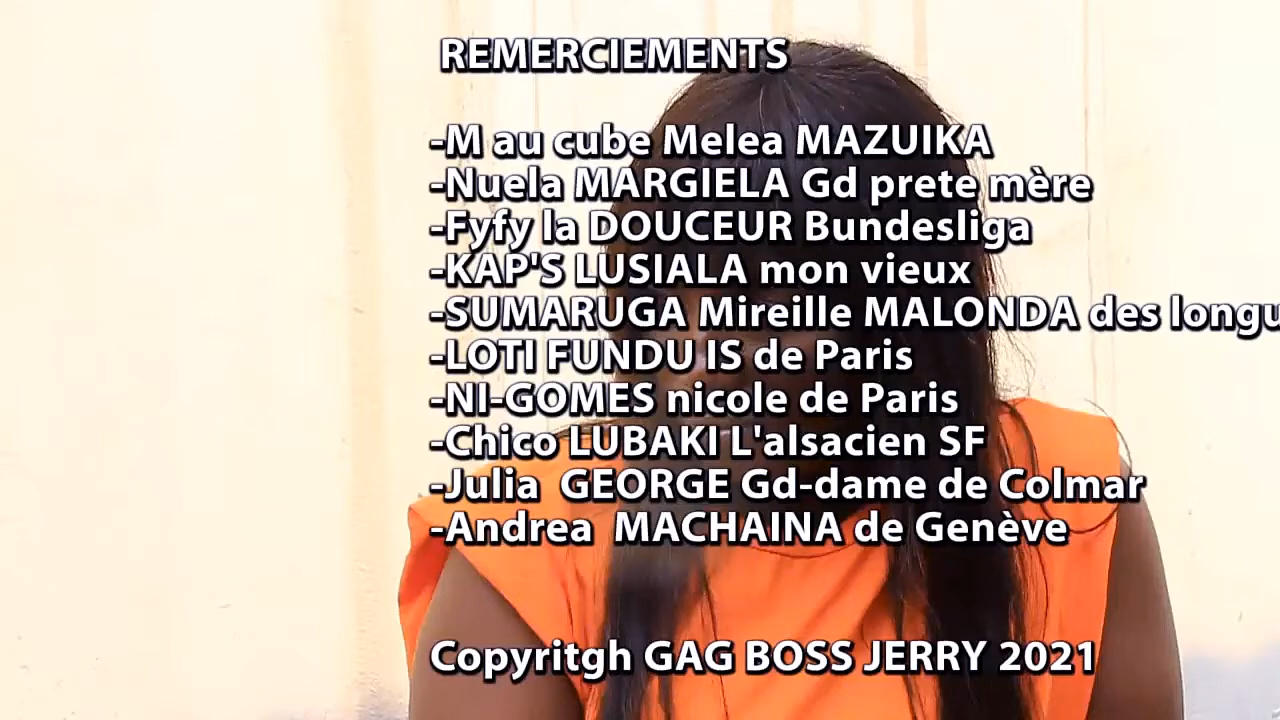 REMERCIEMENTS
-M au cube Melea MAZUIKA
-Nuela MARGIELA Gd prete mère
-Fyfy la DOUCEUR Bundesliga
-KAP'S LUSIALA mon vieux
-SUMARUGA Mireille MALONDA des
-LOTI FUNDU IS de Paris
-NI-GOMES nicole de Paris
-Chico LUBAKI L'alsacien SF
-Julia GEORGE Gd-dame de Colmar
-Andrea MACHAINA de Genève
Copyritgh GAG BOSS JERRY 2021